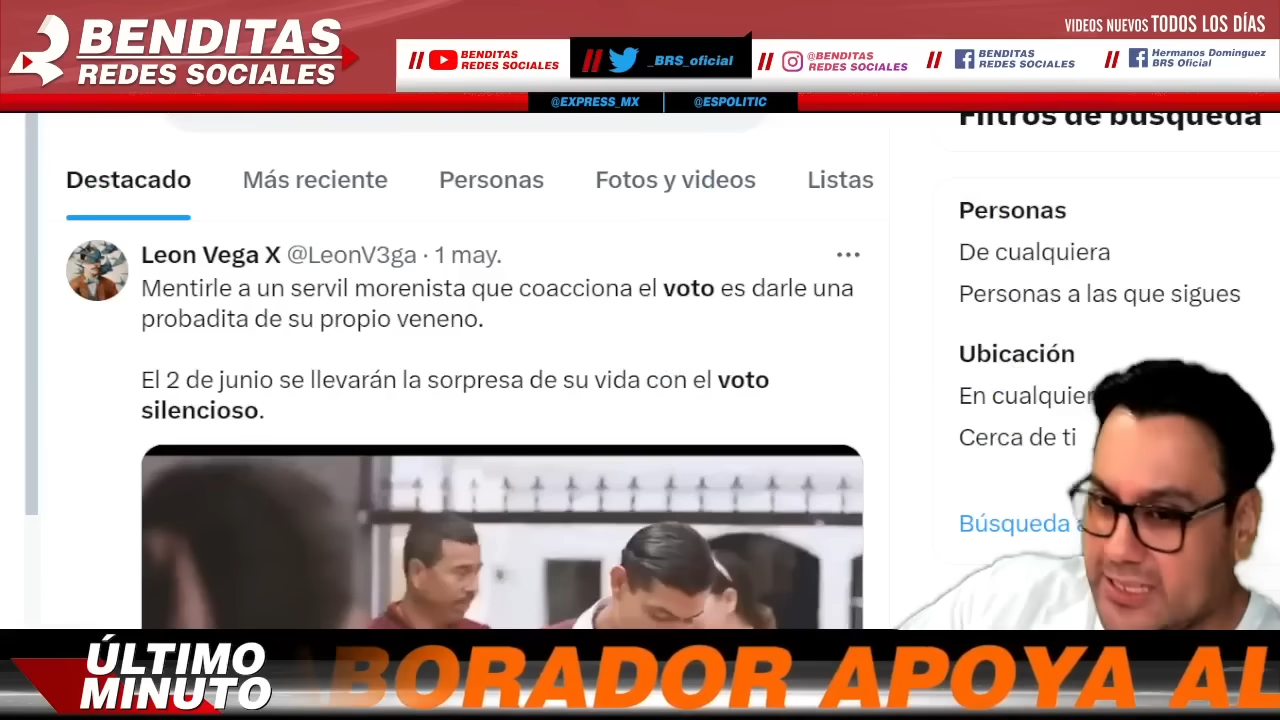 BENDITAS
REDES SOCIALES
VIDEOS NUEVOS TODOS LOS DÍAS
BENDITAS
REDES SOCIALES
_BRS_oficial
@BENDITAS
REDES SOCIALES
BENDITAS
REDES SOCIALES
Hermanos Dominguez
BRS Oficial
@EXPRESS_MX
@ESPOLITIC
Filtros de búsqueda
Destacado
Más reciente
Personas
Fotos y videos
Listas
Personas
De cualquiera
Personas a las que sigues
Ubicación
En cualquier
Cerca de ti
Búsqueda
Leon Vega X @LeonV3ga · 1 may.
Mentirle a un servil morenista que coacciona el voto es darle una
probadita de su propio veneno.
El 2 de junio se llevarán la sorpresa de su vida con el voto
silencioso.
ÚLTIMO
MINUTO
ABORADOR APOYA AL